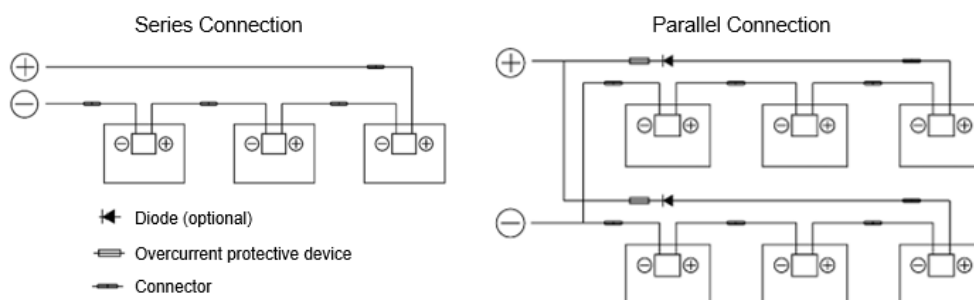 Series Connection
Parallel Connection
+
−
− + − + − +
+
− + − + − +
−
− + − + − +
Diode (optional)
Overcurrent protective device
Connector